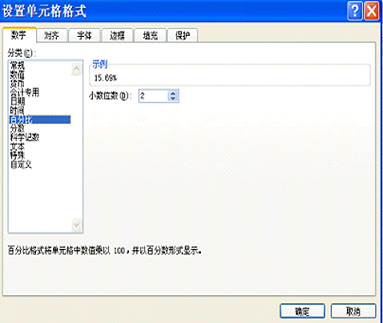 设置单元格格式
数字 对齐 字体 边框 填充 保护
分类(C):
常规
数值
货币
会计专用
日期
时间
百分比
分数
科学记数
文本
特殊
自定义
示例
15.69%
小数位数(D): 2
百分比格式将单元格中数值乘以 100，并以百分数形式显示。
确定 取消